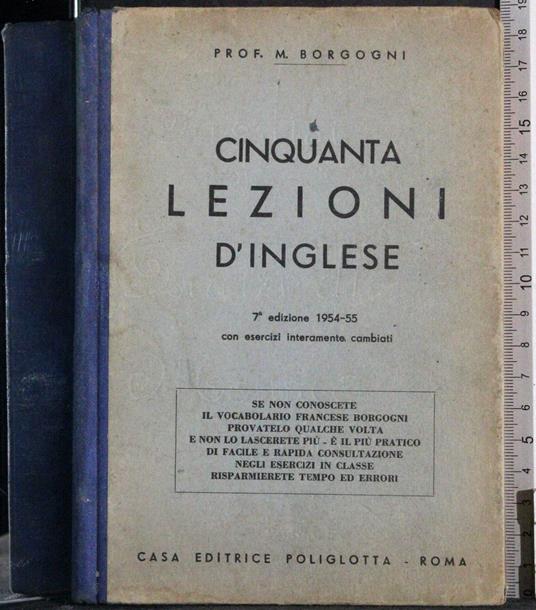 PROF. M. BORGOGNI
CINQUANTA
LEZIONI
D'INGLESE
7ª edizione 1954-55
con esercizi interamente cambiati
SE NON CONOSCETE
IL VOCABOLARIO FRANCESE BORGOGNI
PROVATELO QUALCHE VOLTA
E NON LO LASCERETE PIÙ - È IL PIÙ PRATICO
DI FACILE E RAPIDA CONSULTAZIONE
NEGLI ESERCIZI IN CLASSE
RISPARMIERETE TEMPO ED ERRORI
CASA EDITRICE POLIGLOTTA - ROMA